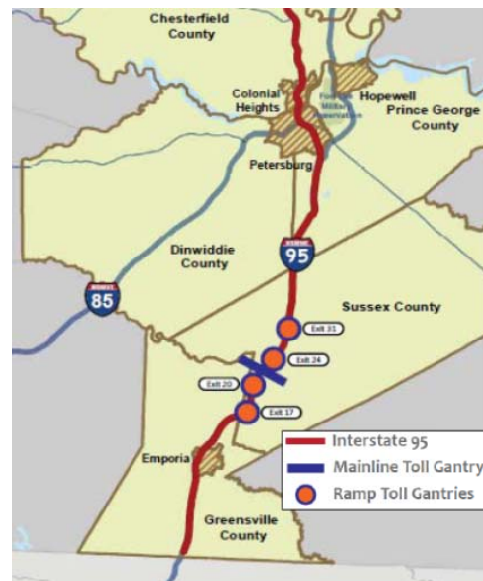 Chesterfield
County
Colonial
Heights
Hopewell
Prince George
County
Petersburg
Dinwiddie
County
95
85
Sussex County
Exit 31
Exit 24
Exit 20
Exit 17
Emporia
Interstate 95
Mainline Toll Gantry
Ramp Toll Gantries
Greensville
County